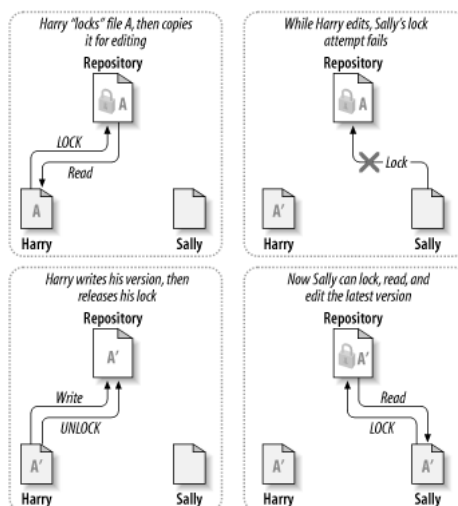 Harry "locks" file A, then copies
it for editing
Repository
A
LOCK
Read
A
Harry
Sally
While Harry edits, Sally's lock
attempt fails
Repository
A
Lock
A′
Harry
Sally
Harry writes his version, then
releases his lock
Repository
A′
Write
UNLOCK
A′
Harry
Sally
Now Sally can lock, read, and
edit the latest version
Repository
A′
Read
LOCK
A′
A′
Harry
Sally